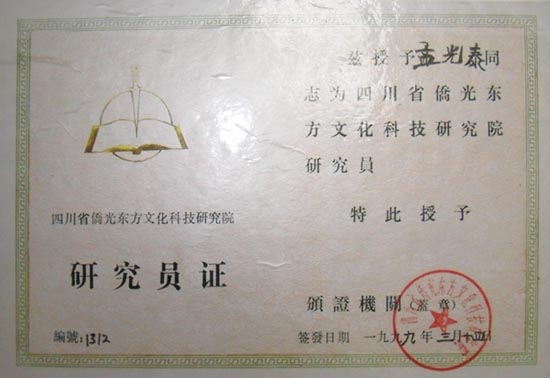 四川省僑光东方文化科技研究院
研究员证
編號:1312
兹授予孟光泰同
志为四川省僑光东
方文化科技研究院
研究员
特此授予
頒證機關(蓋章)
签發日期 一九九九年三月十四日